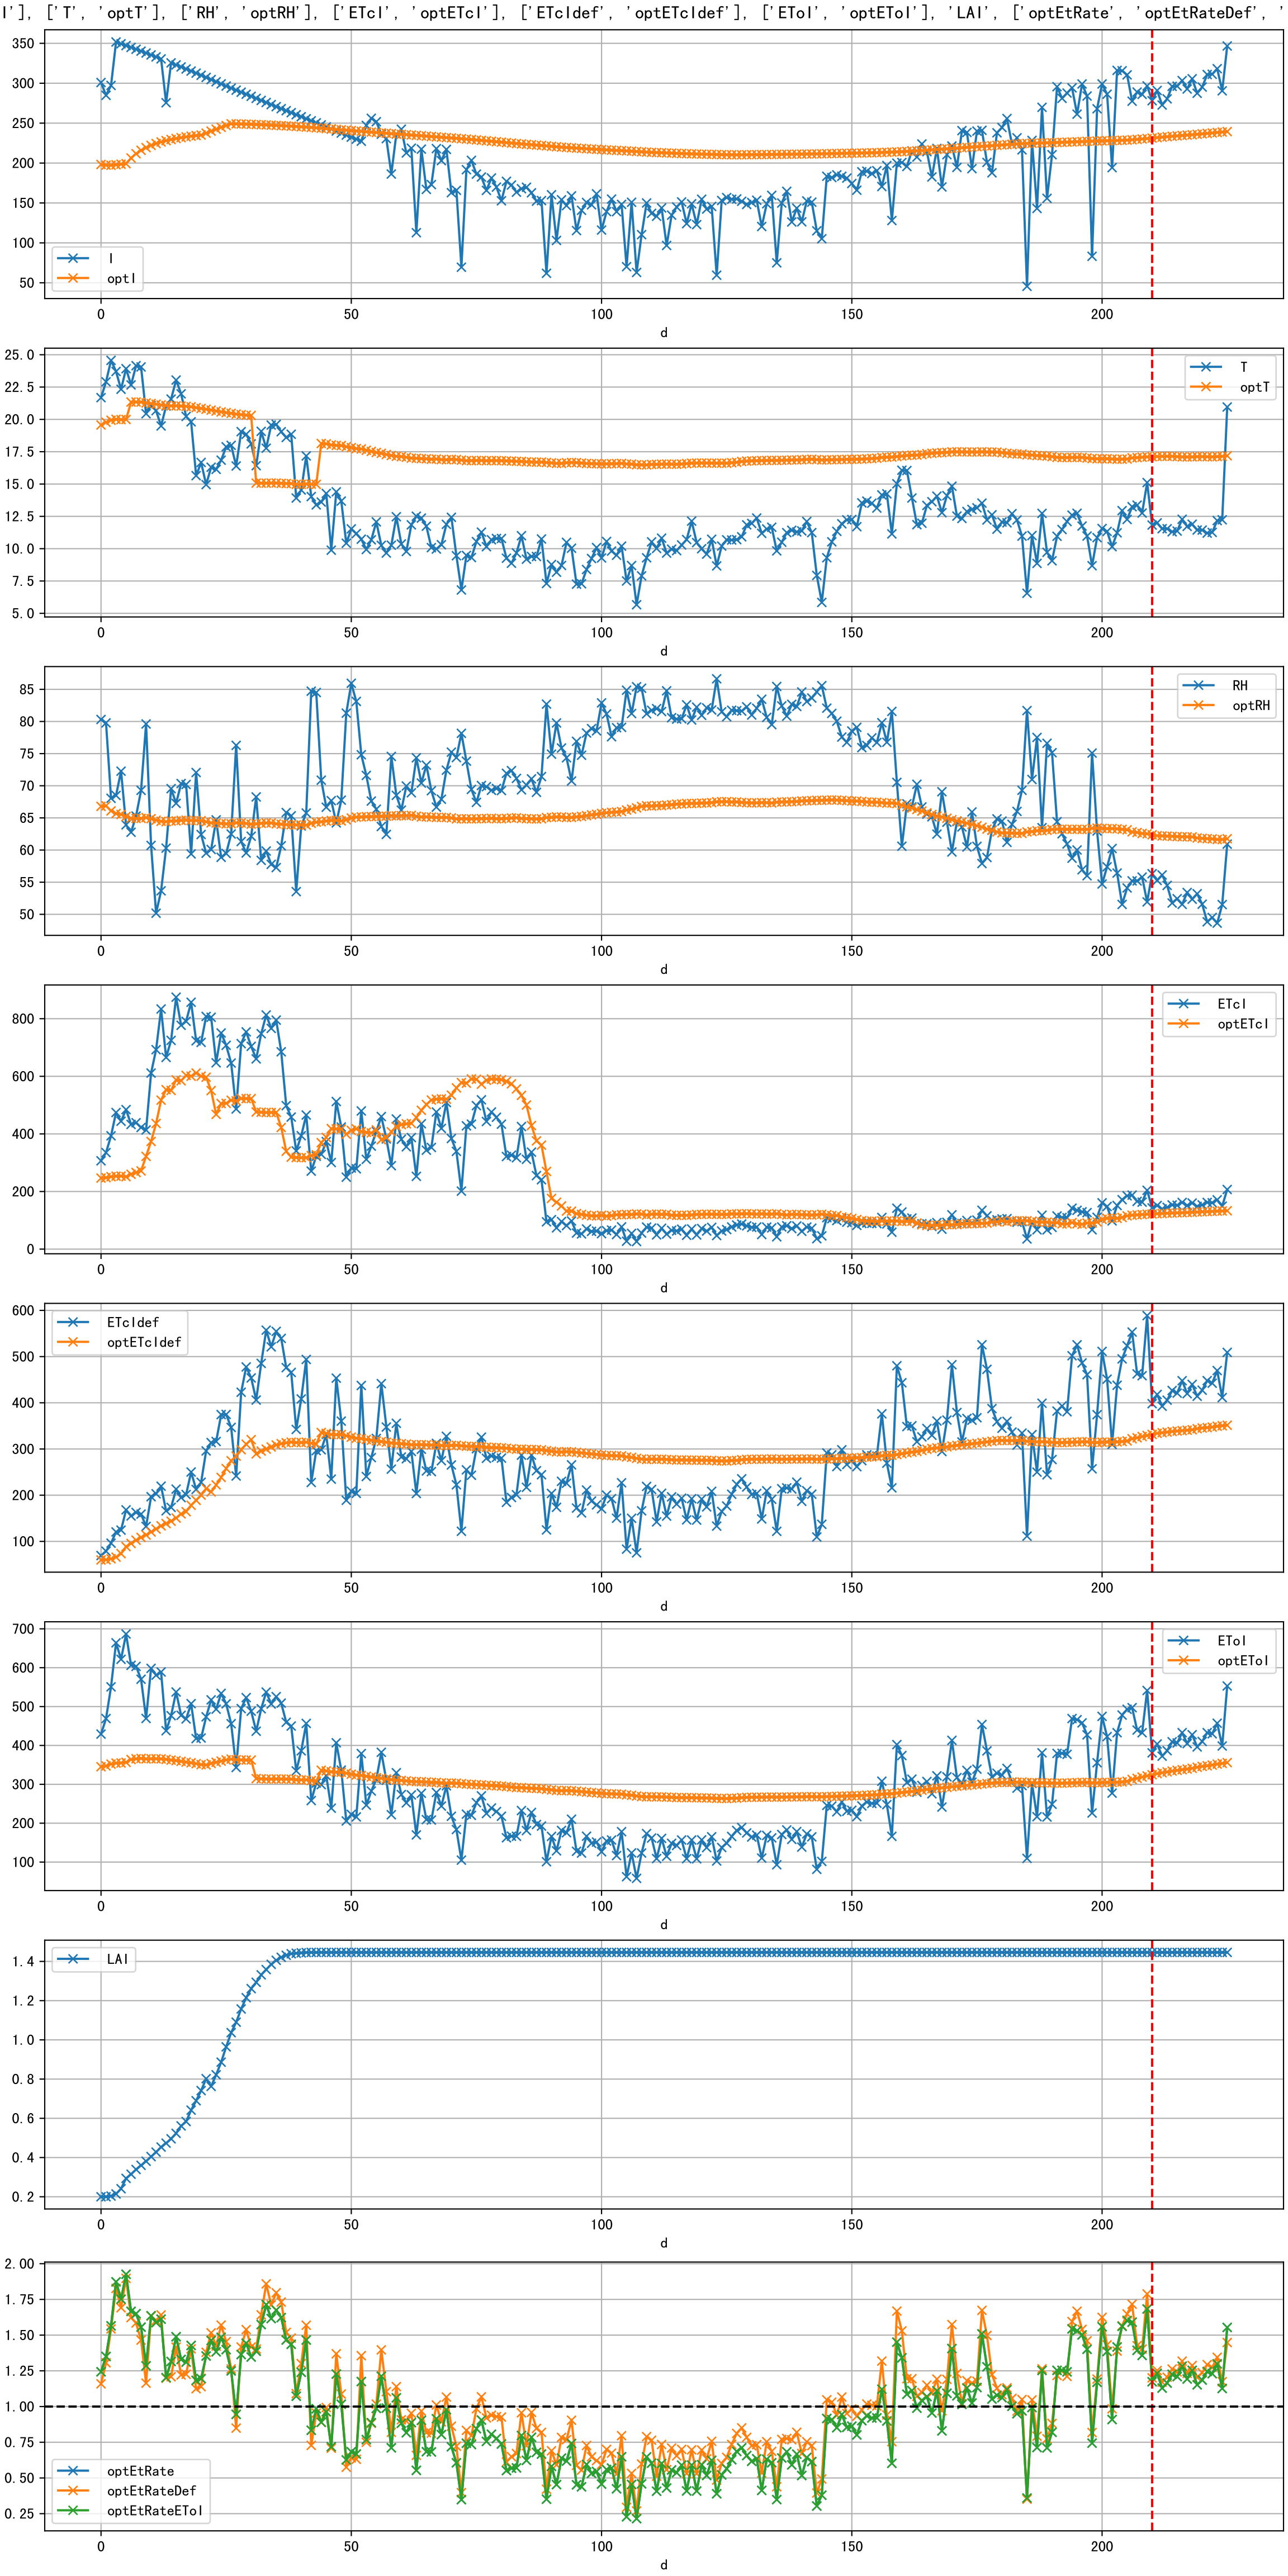 I'], ['T', 'optT'], ['RH', 'optRH'], ['ETcI', 'optETcI'], ['ETcIdef', 'optETcIdef'], ['EToI', 'optEToI'], 'LAI', ['optEtRate', 'optEtRateDef', '
350
300
250
200
150
100
50
I
optI
0 50 100 150 200
d
25.0
22.5
20.0
17.5
15.0
12.5
10.0
7.5
5.0
T
optT
0 50 100 150 200
d
85
80
75
70
65
60
55
50
RH
optRH
0 50 100 150 200
d
800
600
400
200
0
ETcI
optETcI
0 50 100 150 200
d
600
500
400
300
200
100
ETcIdef
optETcIdef
0 50 100 150 200
d
700
600
500
400
300
200
100
EToI
optEToI
0 50 100 150 200
d
1.4
1.2
1.0
0.8
0.6
0.4
0.2
LAI
0 50 100 150 200
d
2.00
1.75
1.50
1.25
1.00
0.75
0.50
0.25
optEtRate
optEtRateDef
optEtRateEToI
0 50 100 150 200
d